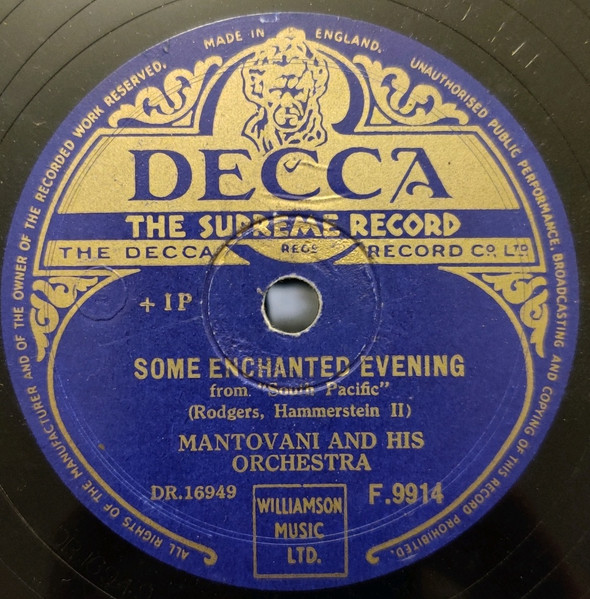 MADE IN ENGLAND.
UNAUTHORISED PUBLIC PERFORMANCE, BROADCASTING AND COPYING OF THIS RECORD PROHIBITED.
ALL RIGHTS OF THE MANUFACTURER AND OF THE OWNER OF THE RECORDED WORK RESERVED.
DECCA
THE SUPREME RECORD
THE DECCA REGD RECORD CO. LTD
+ 1P
SOME ENCHANTED EVENING
from "South Pacific"
(Rodgers, Hammerstein II)
MANTOVANI AND HIS
ORCHESTRA
DR.16949
F.9914
WILLIAMSON
MUSIC
LTD.